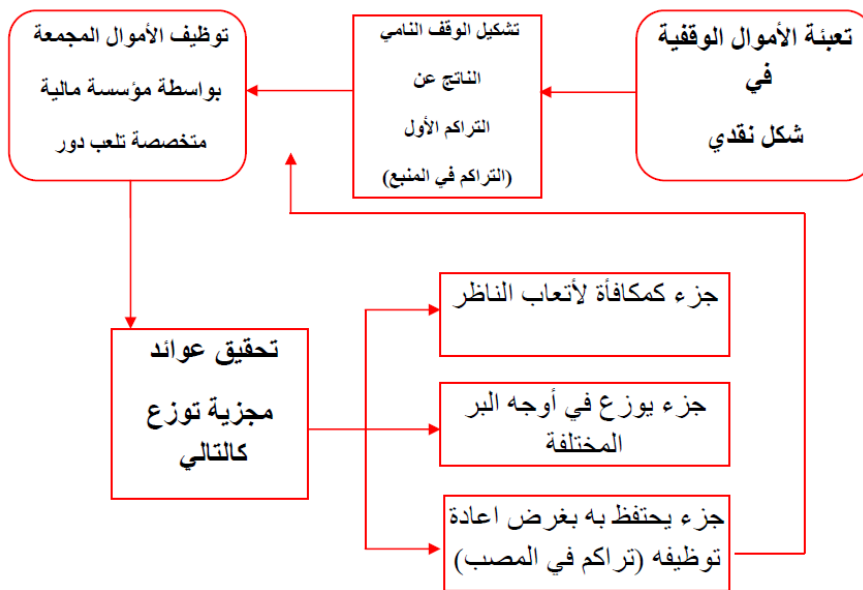 تعبئة الأموال الوقفية
في
شكل نقدي
تشكيل الوقف النامي
الناتج عن
التراكم الأول
(التراكم في المنبع)
توظيف الأموال المجمعة
بواسطة مؤسسة مالية
متخصصة تلعب دور
تحقيق عوائد
مجزية توزع
كالتالي
جزء كمكافأة لأتعاب الناظر
جزء يوزع في أوجه البر
المختلفة
جزء يحتفظ به بغرض اعادة
توظيفه (تراكم في المصب)